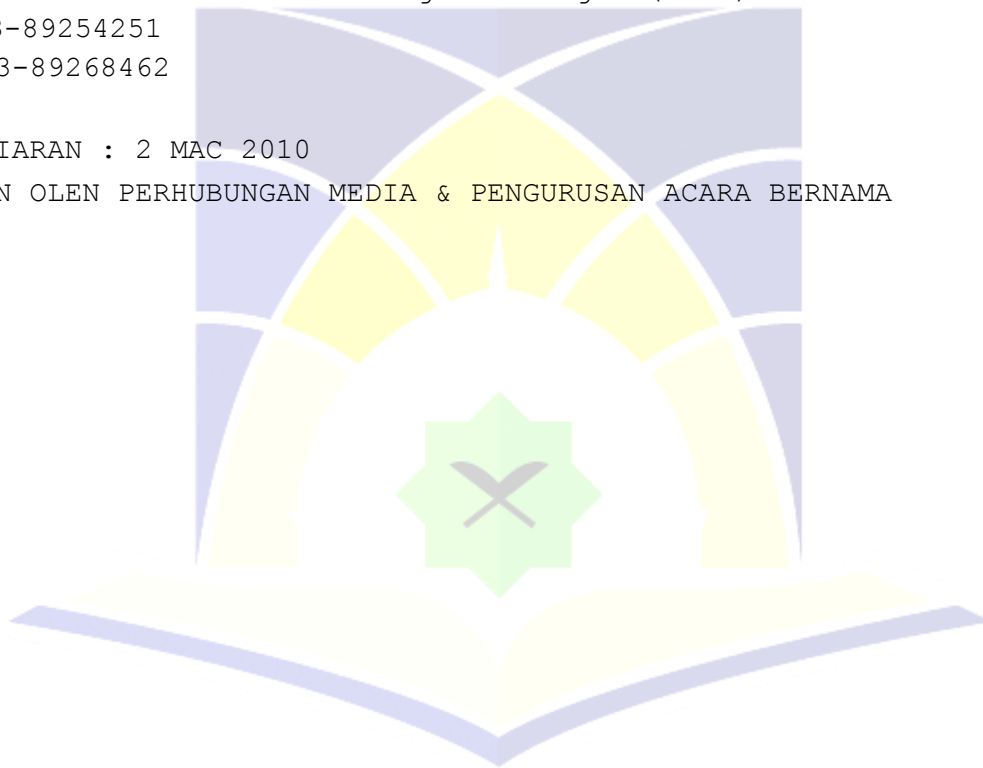 3-89254251
3-89268462
IARAN : 2 MAC 2010
N OLEN PERHUBUNGAN MEDIA & PENGURUSAN ACARA BERNAMA